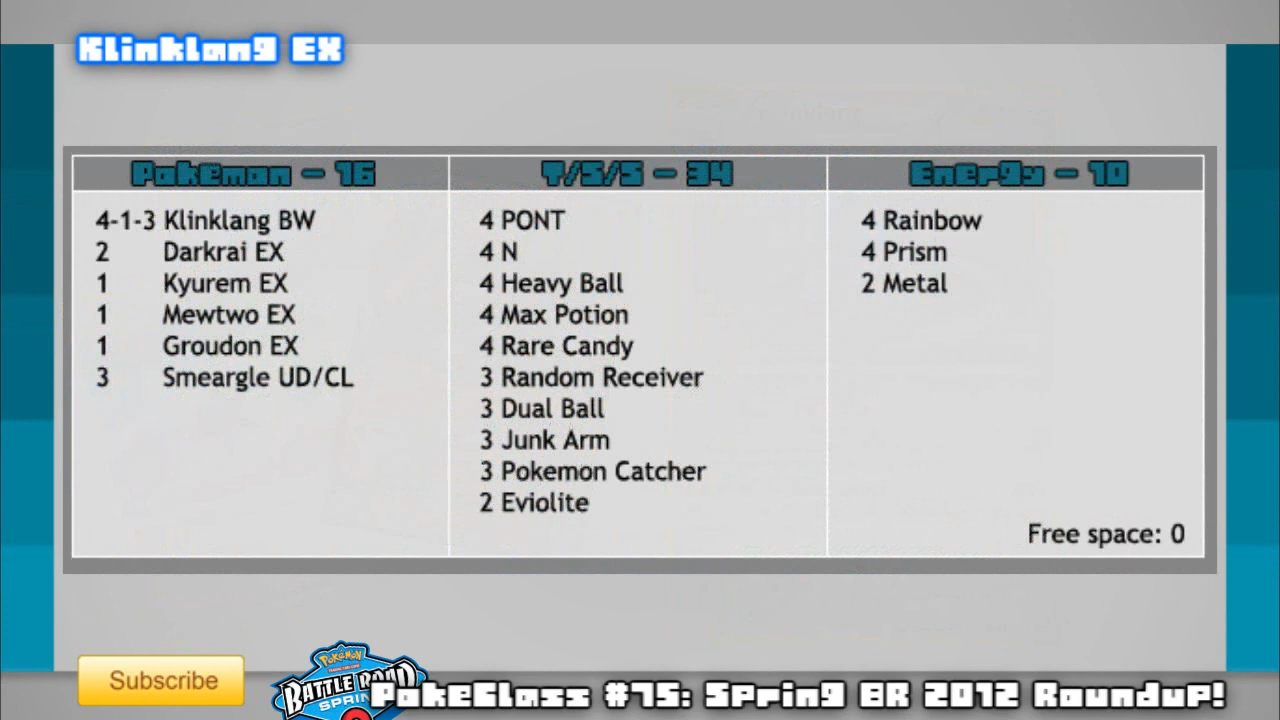 Klinklang EX
Pokemon - 16
4-1-3 Klinklang BW
2 Darkrai EX
1 Kyurem EX
1 Mewtwo EX
1 Groudon EX
3 Smeargle UD/CL
T/S/S - 34
4 PONT
4 N
4 Heavy Ball
4 Max Potion
4 Rare Candy
3 Random Receiver
3 Dual Ball
3 Junk Arm
3 Pokemon Catcher
2 Eviolite
Energy - 10
4 Rainbow
4 Prism
2 Metal
Free space: 0
Subscribe
Pokémon
BATTLE ROAD
SPRING
PokeClass #75: Spring BR 2012 Roundup!